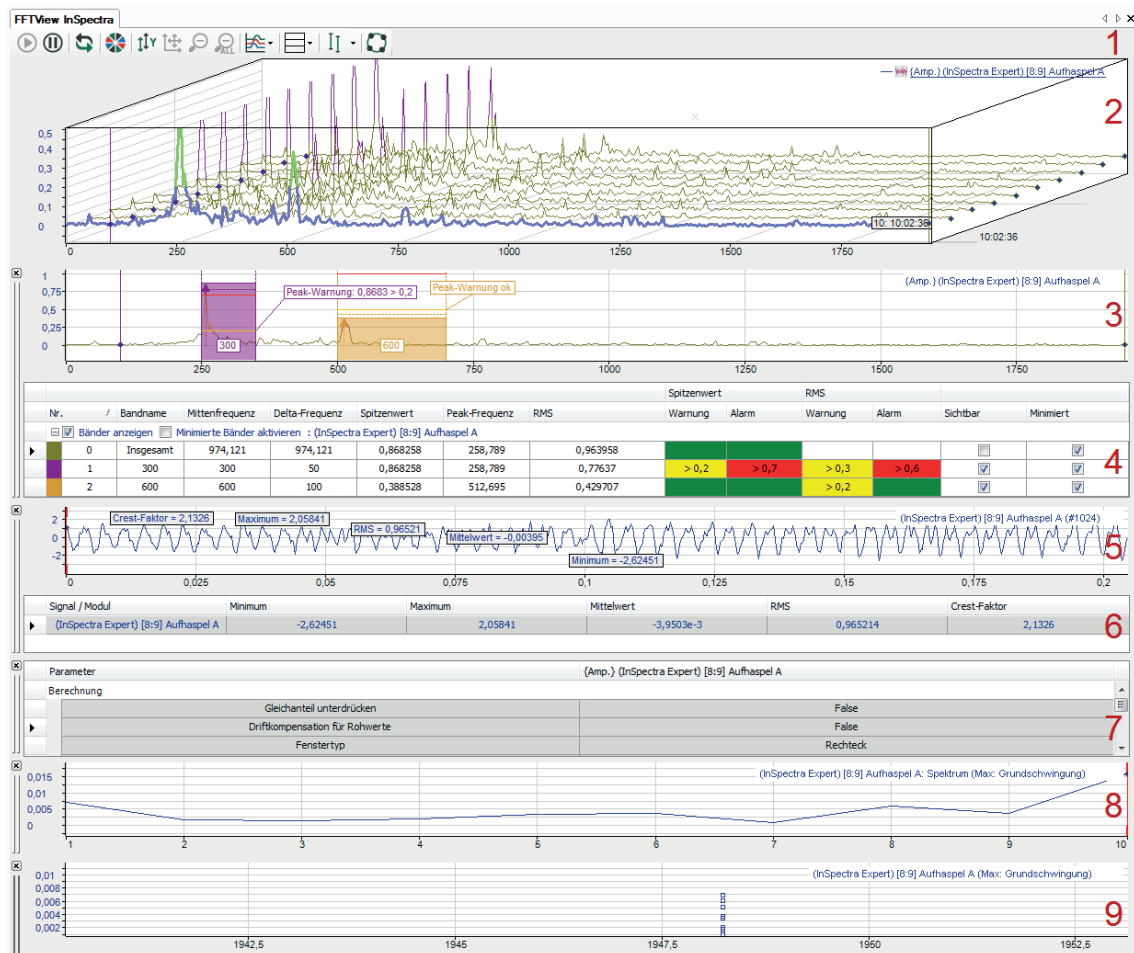 FFTView InSpectra
1
ALL
{Amp.} (InSpectra Expert) [8:9] Aufhaspel A
2
0,5
0,4
0,3
0,2
0,1
0
10: 10:02:36
10:02:36
0 250 500 750 1000 1250 1500 1750
{Amp.} (InSpectra Expert) [8:9] Aufhaspel A
3
1
0,75
0,5
0,25
0
Peak-Warnung: 0,8683 > 0,2
Peak-Warnung ok
300
600
0 250 500 750 1000 1250 1500 1750
Spitzenwert RMS
Nr. / Bandname Mittenfrequenz Delta-Frequenz Spitzenwert Peak-Frequenz RMS Warnung Alarm Warnung Alarm Sichtbar Minimiert
Bänder anzeigen Minimierte Bänder aktivieren : (InSpectra Expert) [8:9] Aufhaspel A
0 Insgesamt 974,121 974,121 0,868258 258,789 0,963958
1 300 300 50 0,868258 258,789 0,77637 > 0,2 > 0,7 > 0,3 > 0,6
2 600 600 100 0,388528 512,695 0,429707 > 0,2
4
2
0
-2
Crest-Faktor = 2,1326
Maximum = 2,05841
RMS = 0,96521
Mittelwert = -0,00395
Minimum = -2,62451
(InSpectra Expert) [8:9] Aufhaspel A (#1024)
5
0 0,025 0,05 0,075 0,1 0,125 0,15 0,175 0,2
Signal / Modul Minimum Maximum Mittelwert RMS Crest-Faktor
(InSpectra Expert) [8:9] Aufhaspel A -2,62451 2,05841 -3,9503e-3 0,965214 2,1326
6
Parameter {Amp.} (InSpectra Expert) [8:9] Aufhaspel A
Berechnung
Gleichanteil unterdrücken False
Driftkompensation für Rohwerte False
Fenstertyp Rechteck
7
(InSpectra Expert) [8:9] Aufhaspel A: Spektrum (Max: Grundschwingung)
0,015
0,01
0,005
0
8
1 2 3 4 5 6 7 8 9 10
(InSpectra Expert) [8:9] Aufhaspel A (Max: Grundschwingung)
0,01
0,008
0,006
0,004
0,002
9
1942,5 1945 1947,5 1950 1952,5